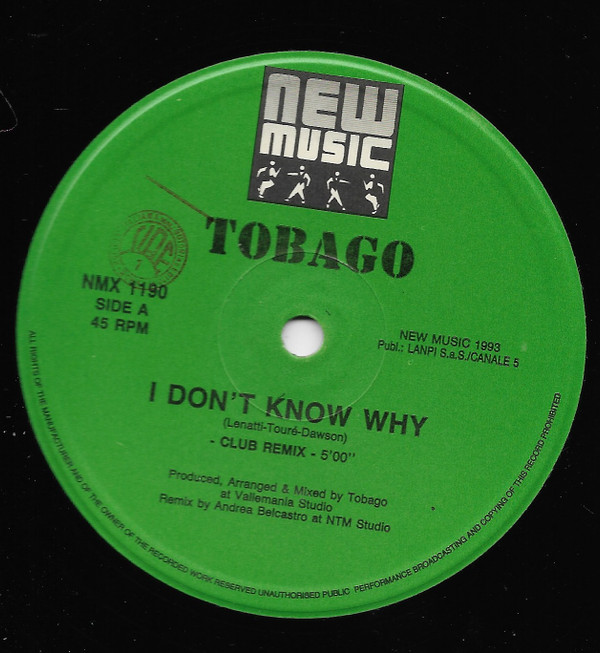 NEW
MUSIC
TOBAGO
NMX 1190
SIDE A
45 RPM
NEW MUSIC 1993
Publ.: LANPI S.a.S./CANALE 5
I DON'T KNOW WHY
(Lenatti-Touré-Dawson)
- CLUB REMIX - 5'00"
Produced, Arranged & Mixed by Tobago
at Vallemania Studio
Remix by Andrea Belcastro at NTM Studio
ALL RIGHTS OF THE MANUFACTURER AND OF THE OWNER OF THE RECORDED WORK RESERVED UNAUTHORISED PUBLIC PERFORMANCE BROADCASTING AND COPYING OF THIS RECORD PROHIBITED